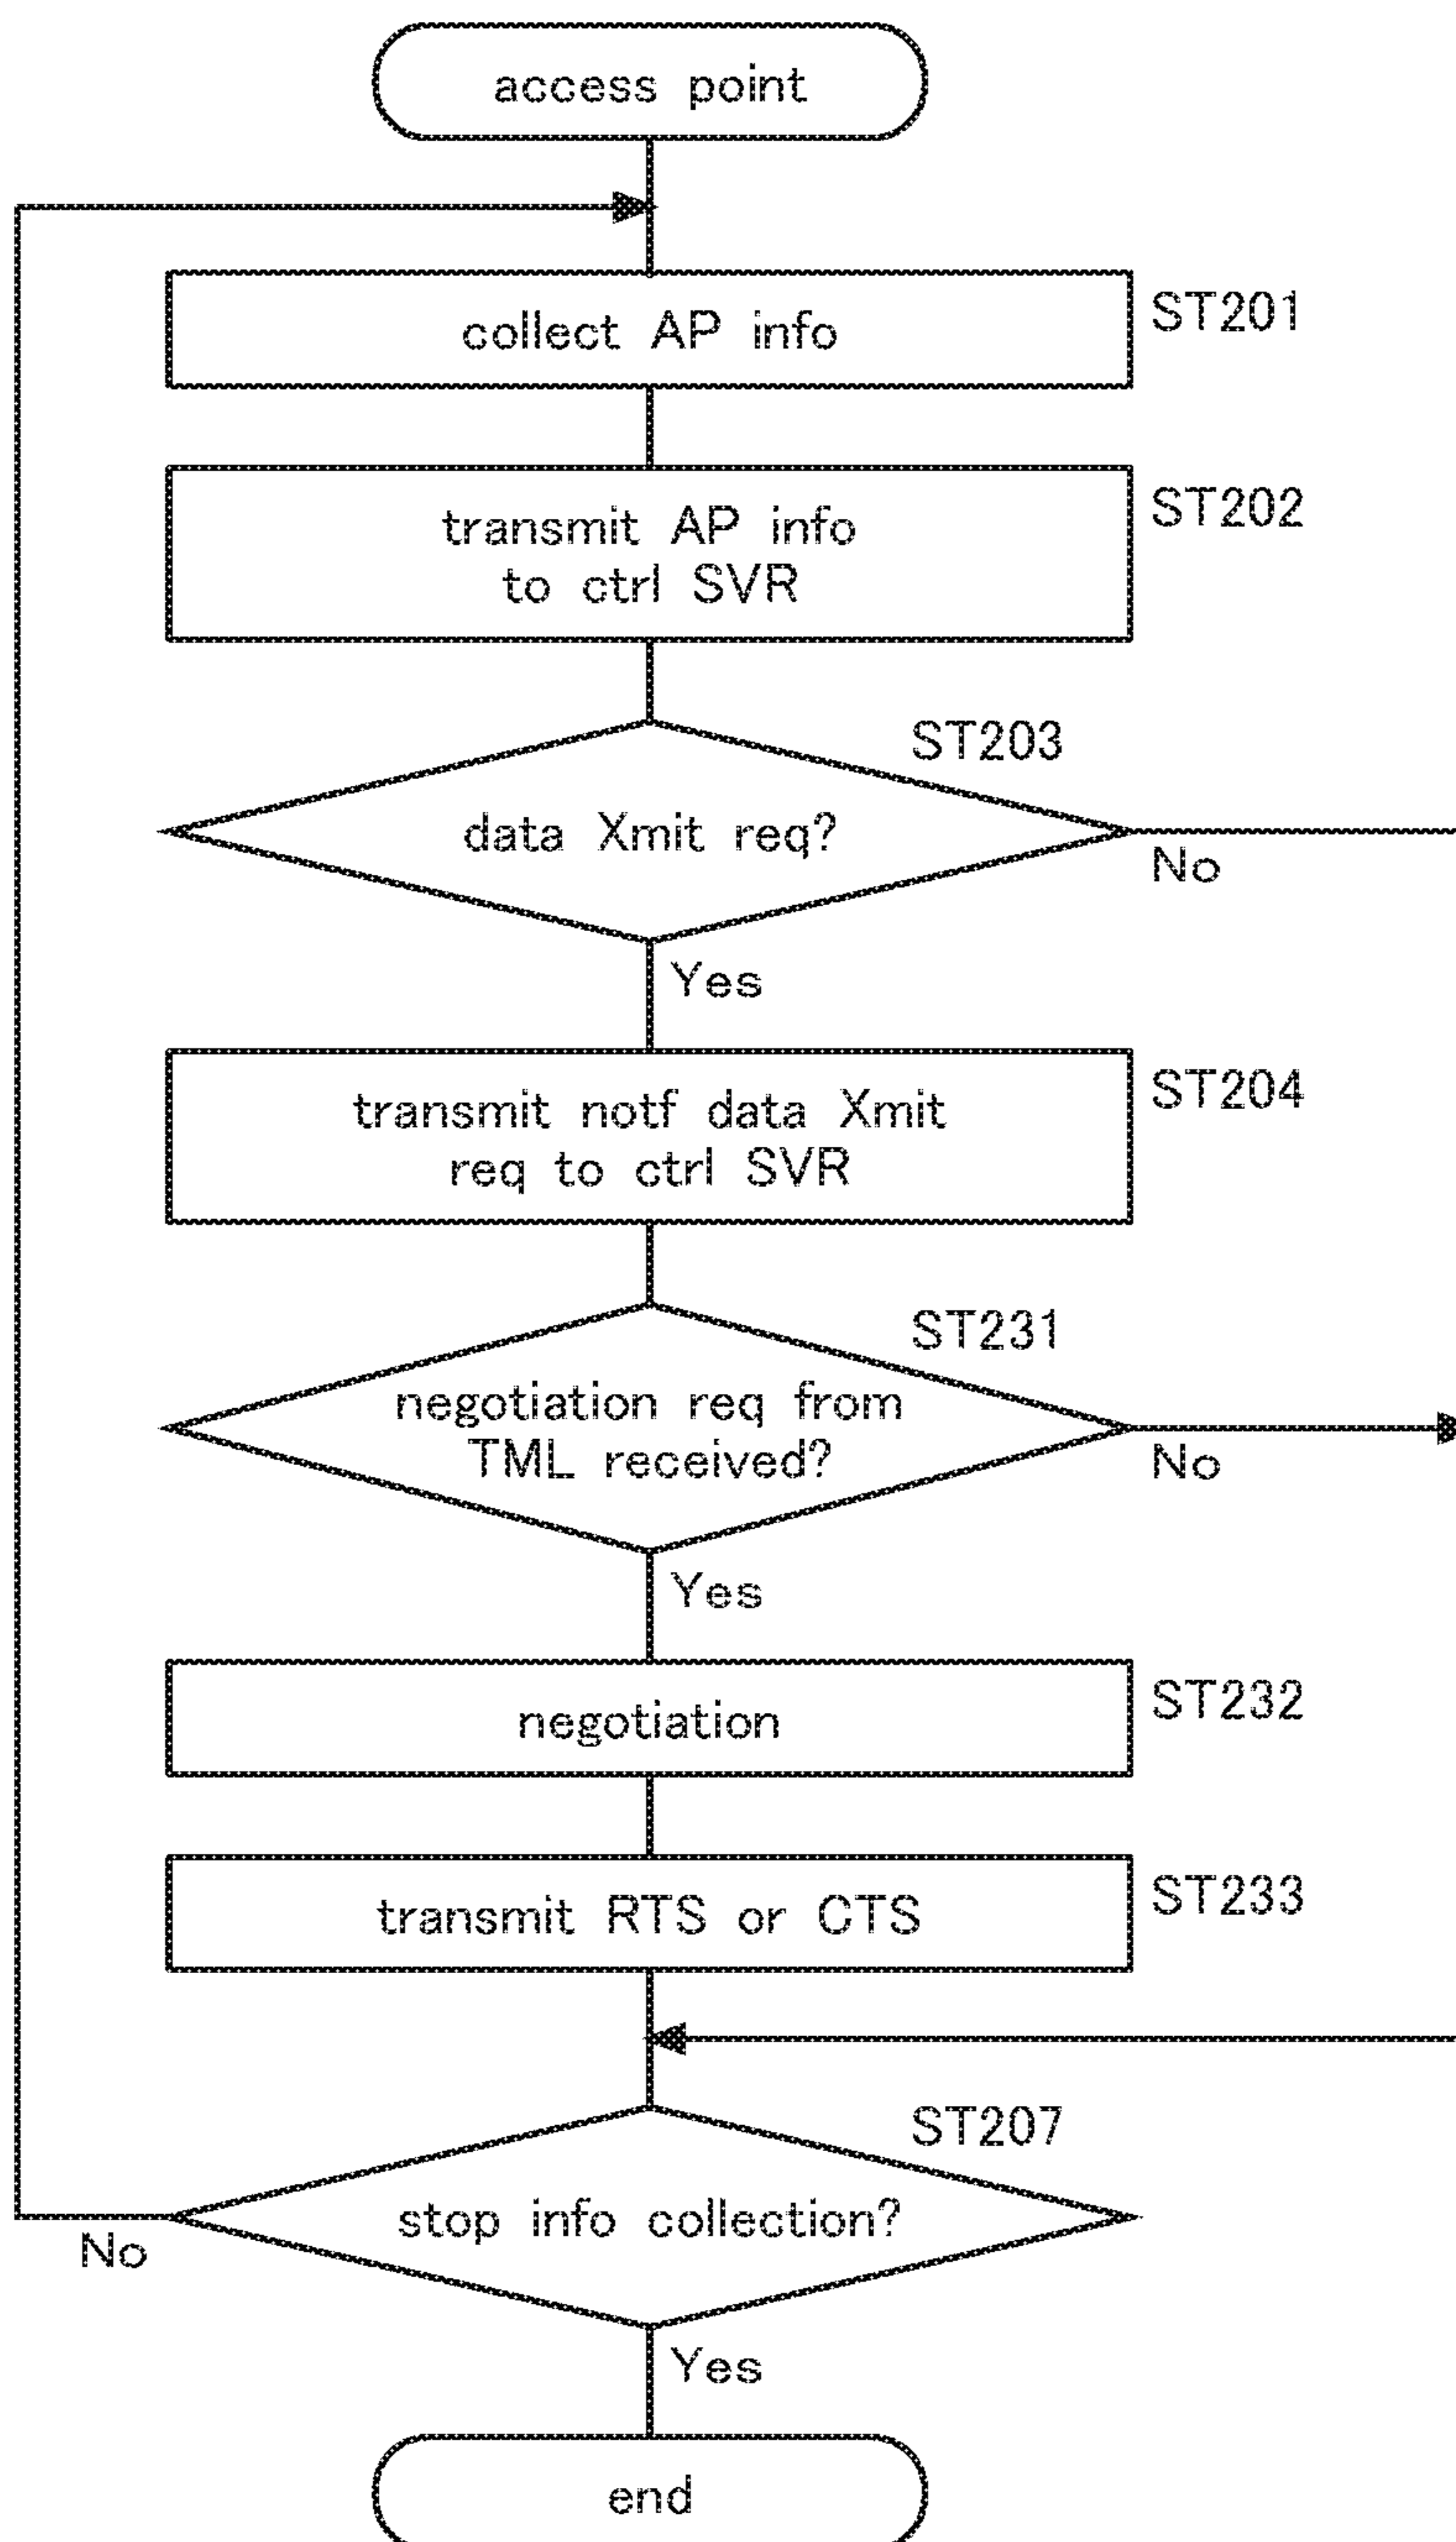 access point
collect AP info
ST201
transmit AP info
to ctrl SVR
ST202
ST203
data Xmit req?
No
Yes
transmit notf data Xmit
req to ctrl SVR
ST204
ST231
negotiation req from
TML received?
No
Yes
negotiation
ST232
transmit RTS or CTS
ST233
ST207
stop info collection?
No
Yes
end